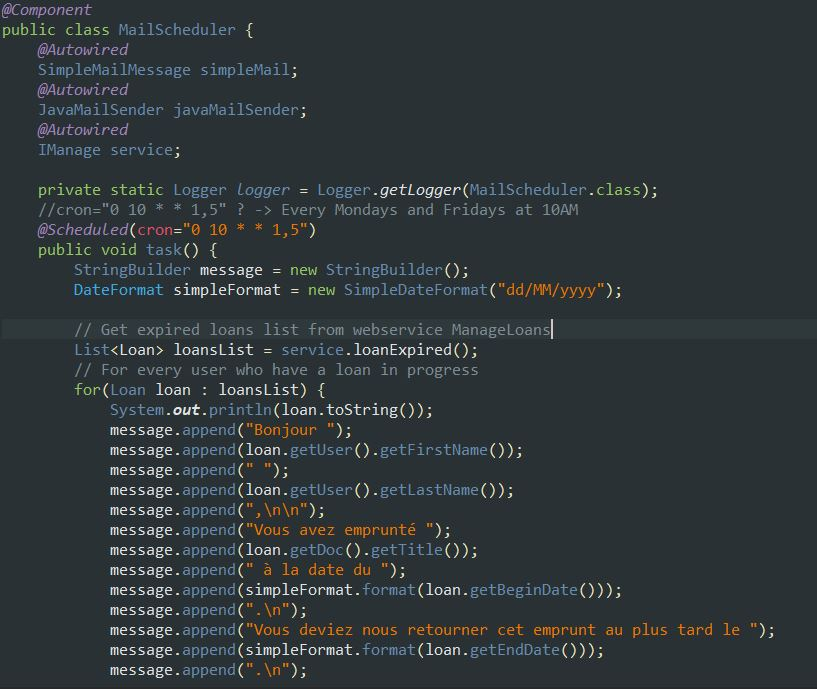 @Component
public class MailScheduler {
    @Autowired
    SimpleMailMessage simpleMail;
    @Autowired
    JavaMailSender javaMailSender;
    @Autowired
    IManage service;

    private static Logger logger = Logger.getLogger(MailScheduler.class);
    //cron="0 10 * * 1,5" ? -> Every Mondays and Fridays at 10AM
    @Scheduled(cron="0 10 * * 1,5")
    public void task() {
        StringBuilder message = new StringBuilder();
        DateFormat simpleFormat = new SimpleDateFormat("dd/MM/yyyy");

        // Get expired loans list from webservice ManageLoans
        List<Loan> loansList = service.loanExpired();
        // For every user who have a loan in progress
        for(Loan loan : loansList) {
            System.out.println(loan.toString());
            message.append("Bonjour ");
            message.append(loan.getUser().getFirstName());
            message.append(" ");
            message.append(loan.getUser().getLastName());
            message.append(",\n\n");
            message.append("Vous avez emprunté ");
            message.append(loan.getDoc().getTitle());
            message.append(" à la date du ");
            message.append(simpleFormat.format(loan.getBeginDate()));
            message.append(".\n");
            message.append("Vous deviez nous retourner cet emprunt au plus tard le ");
            message.append(simpleFormat.format(loan.getEndDate()));
            message.append(".\n");